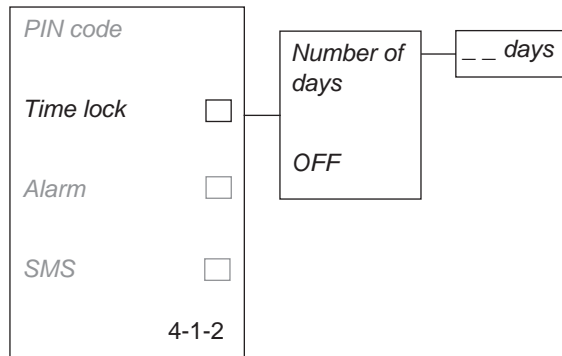 PIN code
Time lock
Alarm
SMS
4-1-2
Number of
days
OFF
_ _ days